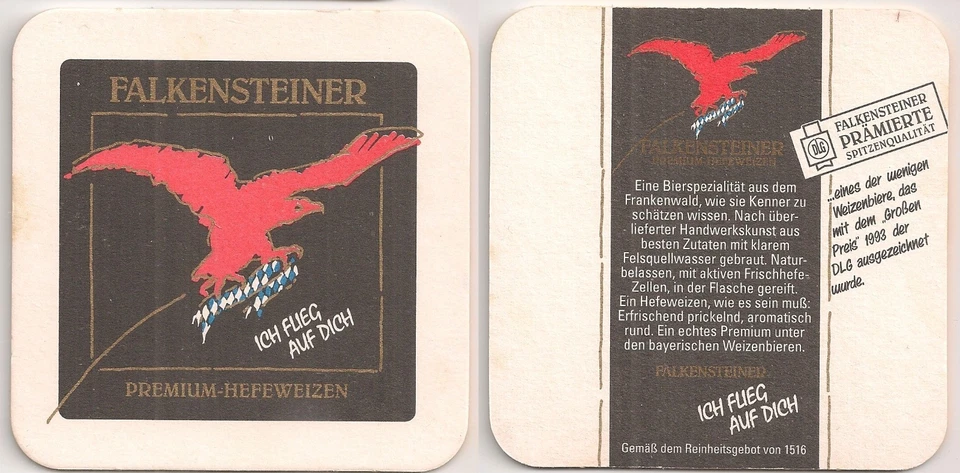 FALKENSTEINER
ICH FLIEG
AUF DICH
PREMIUM-HEFEWEIZEN
FALKENSTEINER
PREMIUM-HEFEWEIZEN
Eine Bierspezialität aus dem
Frankenwald, wie sie Kenner zu
schätzen wissen. Nach über-
lieferter Handwerkskunst aus
besten Zutaten mit klarem
Felsquellwasser gebraut. Natur-
belassen, mit aktiven Frischhefe-
Zellen, in der Flasche gereift.
Ein Hefeweizen, wie es sein muß:
Erfrischend prickelnd, aromatisch
rund. Ein echtes Premium unter
den bayerischen Weizenbieren.
FALKENSTEINER
ICH FLIEG
AUF DICH
Gemäß dem Reinheitsgebot von 1516
DLG
FALKENSTEINER
PRÄMIERTE
SPITZENQUALITÄT
...eines der wenigen
Weizenbiere, das
mit dem „Großen
Preis" 1993 der
DLG ausgezeichnet
wurde.